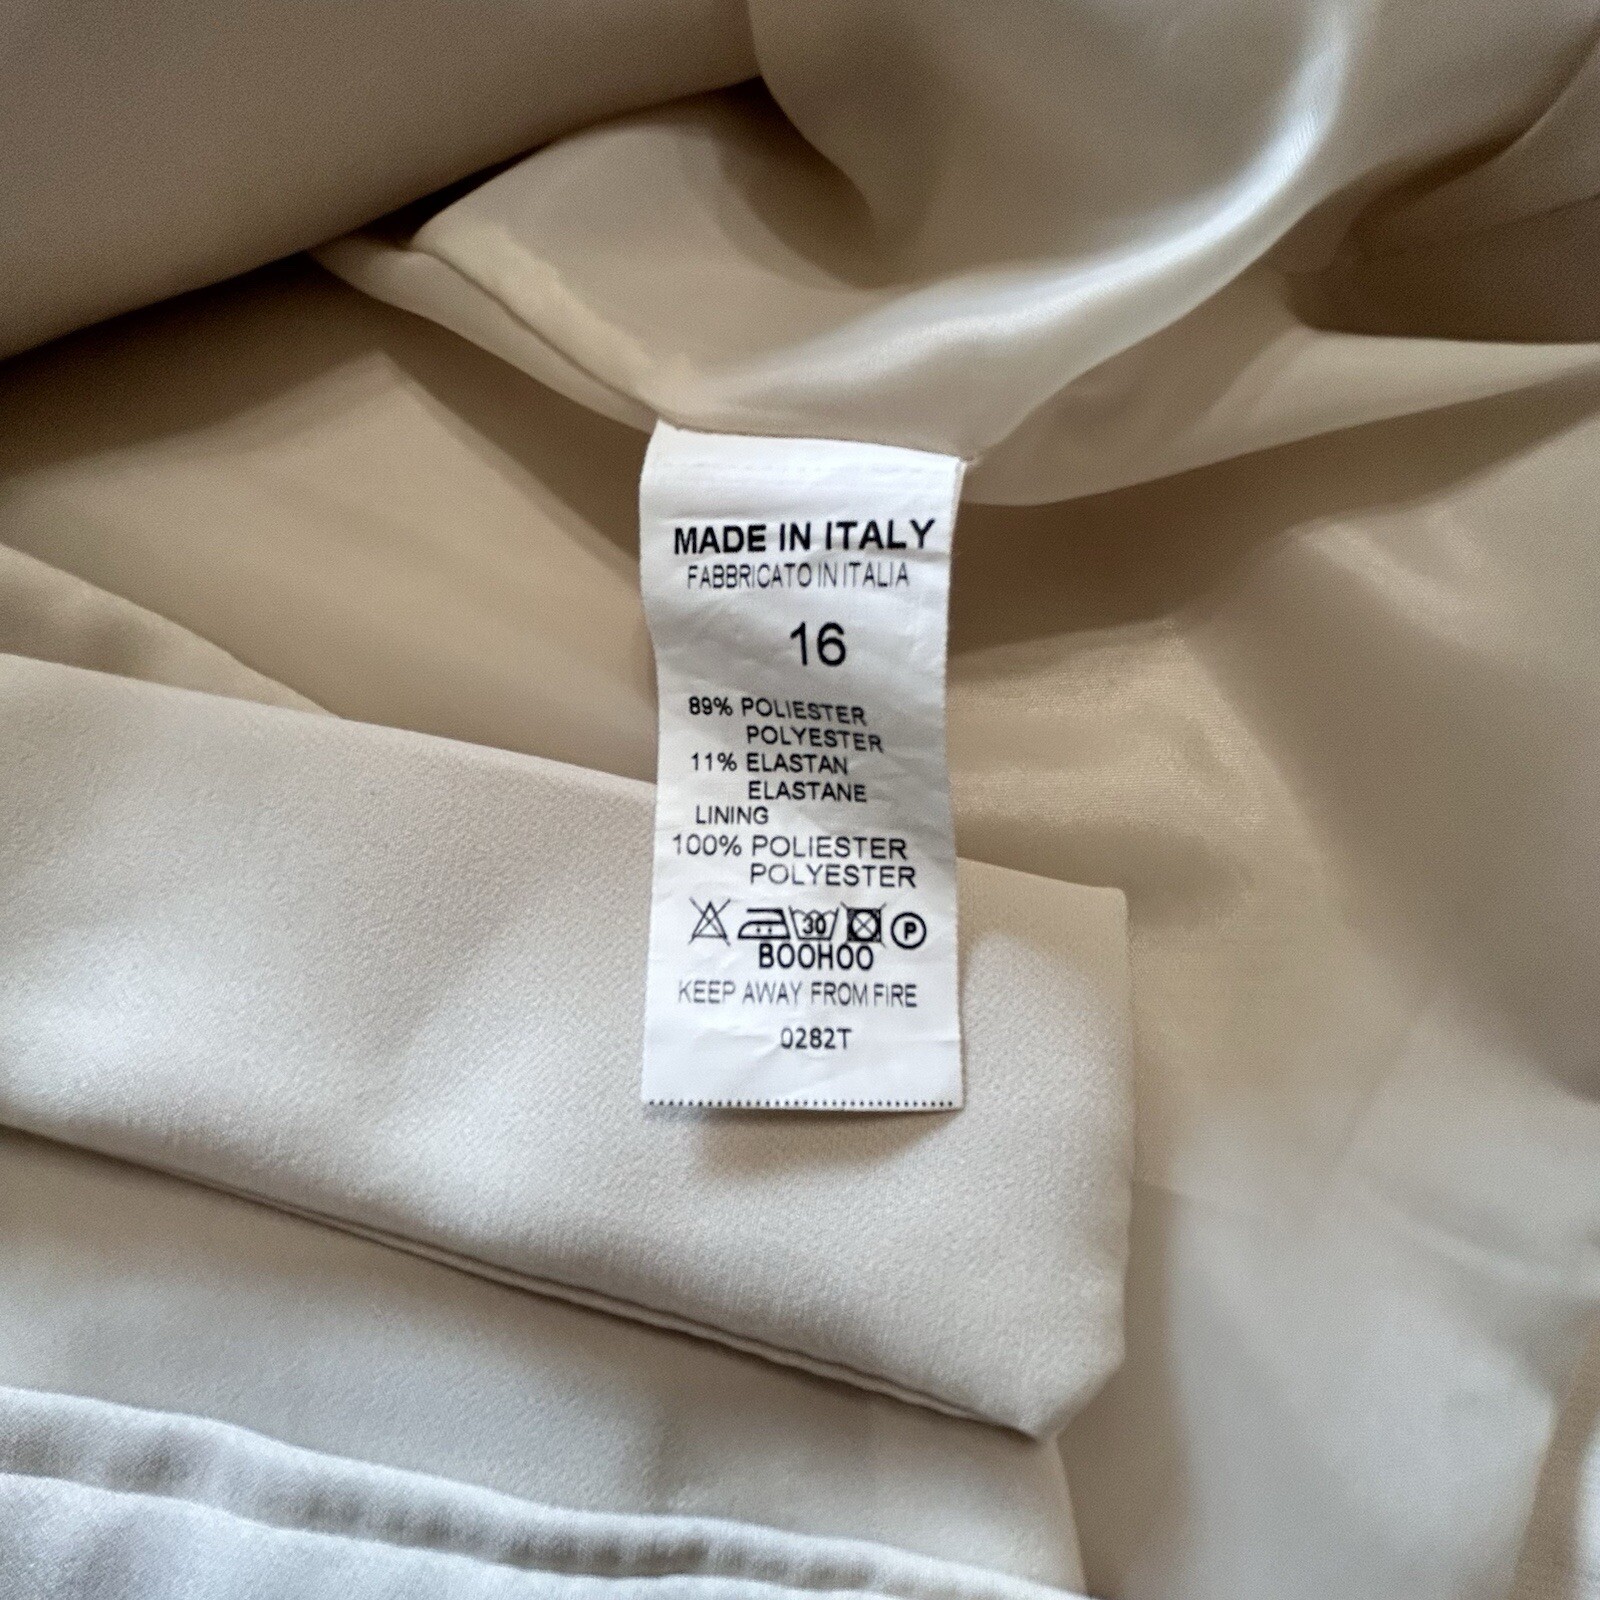 MADE IN ITALY
FABBRICATO IN ITALIA
16
89% POLIESTER
POLYESTER
11% ELASTAN
ELASTANE
LINING
100% POLIESTER
POLYESTER
30 P
BOOHOO
KEEP AWAY FROM FIRE
0282T